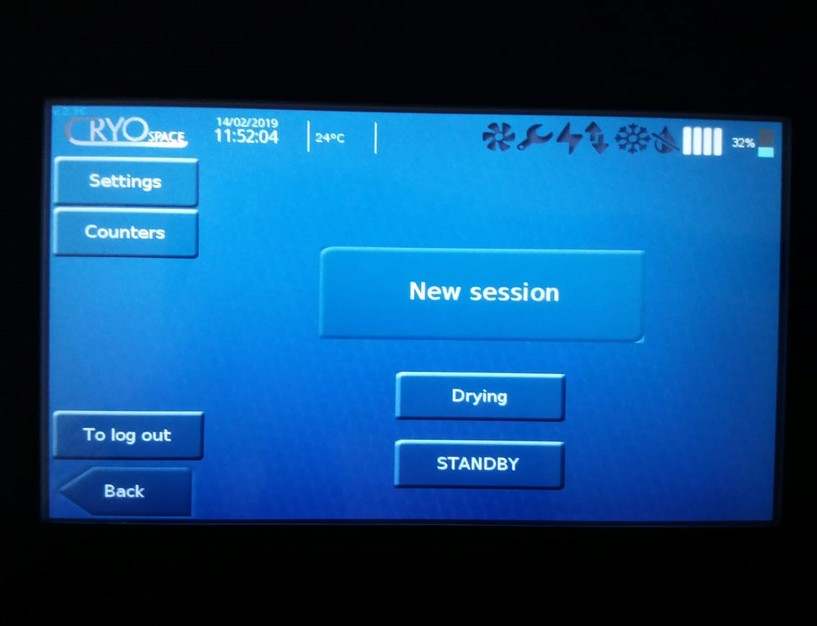 CRYO SPACE
14/02/2019
11:52:04
24°C
32%
Settings
Counters
New session
Drying
STANDBY
To log out
Back